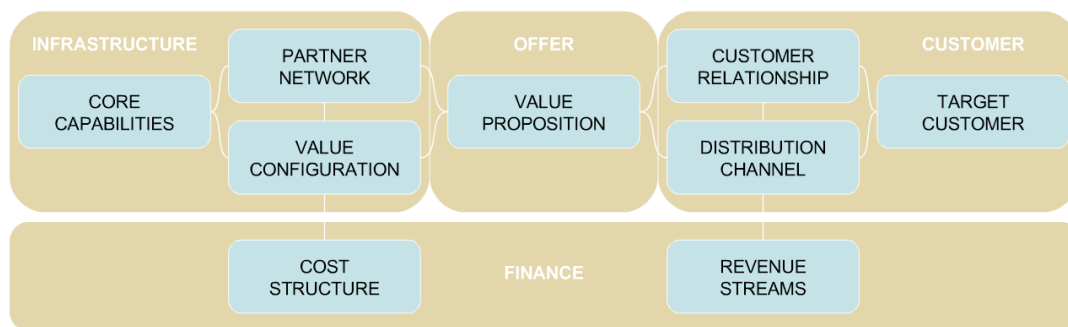 INFRASTRUCTURE
CORE
CAPABILITIES
PARTNER
NETWORK
VALUE
CONFIGURATION
OFFER
VALUE
PROPOSITION
CUSTOMER
CUSTOMER
RELATIONSHIP
DISTRIBUTION
CHANNEL
TARGET
CUSTOMER
FINANCE
COST
STRUCTURE
REVENUE
STREAMS